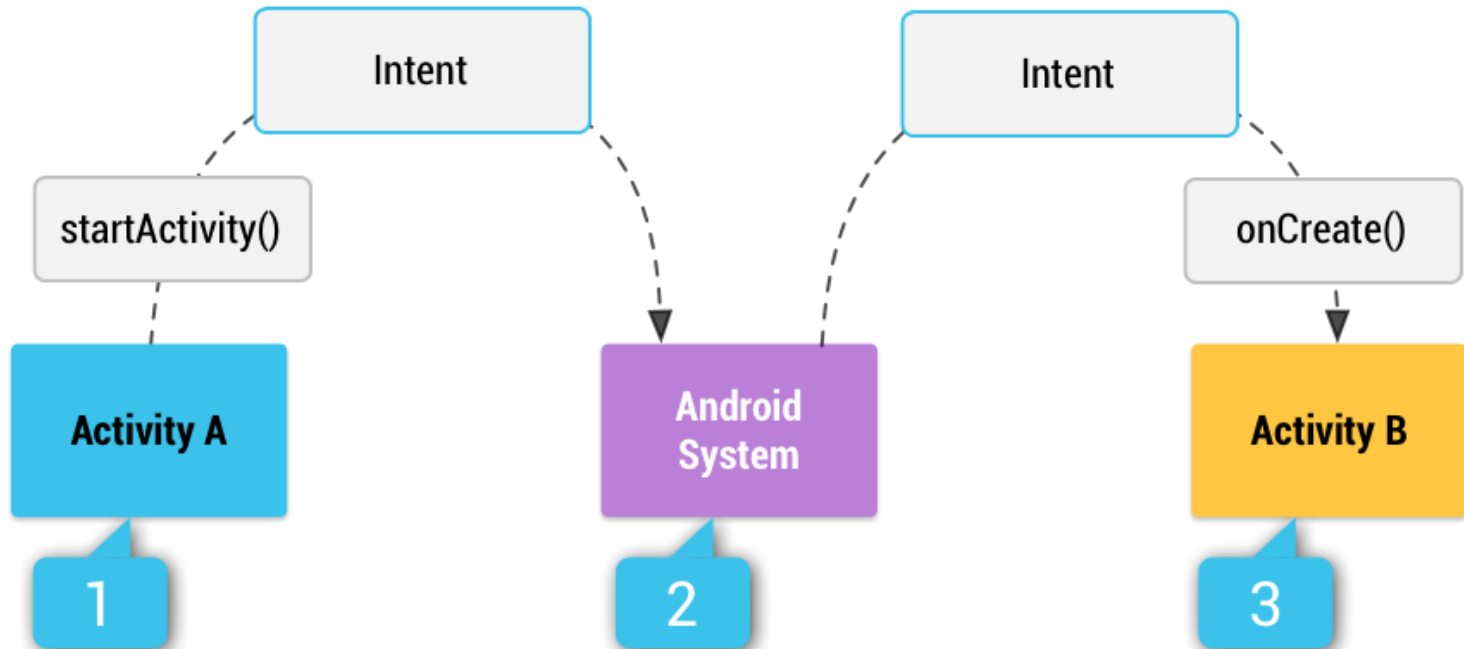 Intent
Intent
startActivity()
onCreate()
Activity A
Android
System
Activity B
1
2
3